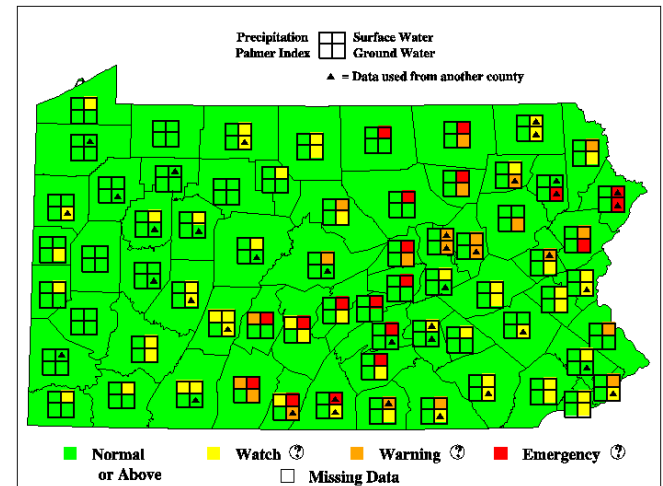 Precipitation Surface Water
Palmer Index Ground Water
▲ = Data used from another county
Normal or Above
Watch ?
Warning ?
Emergency ?
Missing Data